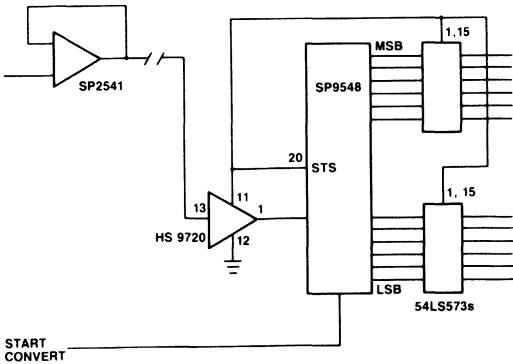 1,15
MSB
SP9548
SP2541
20
STS
11
13
1
1, 15
HS 9720
12
LSB
54LS573s
START
CONVERT